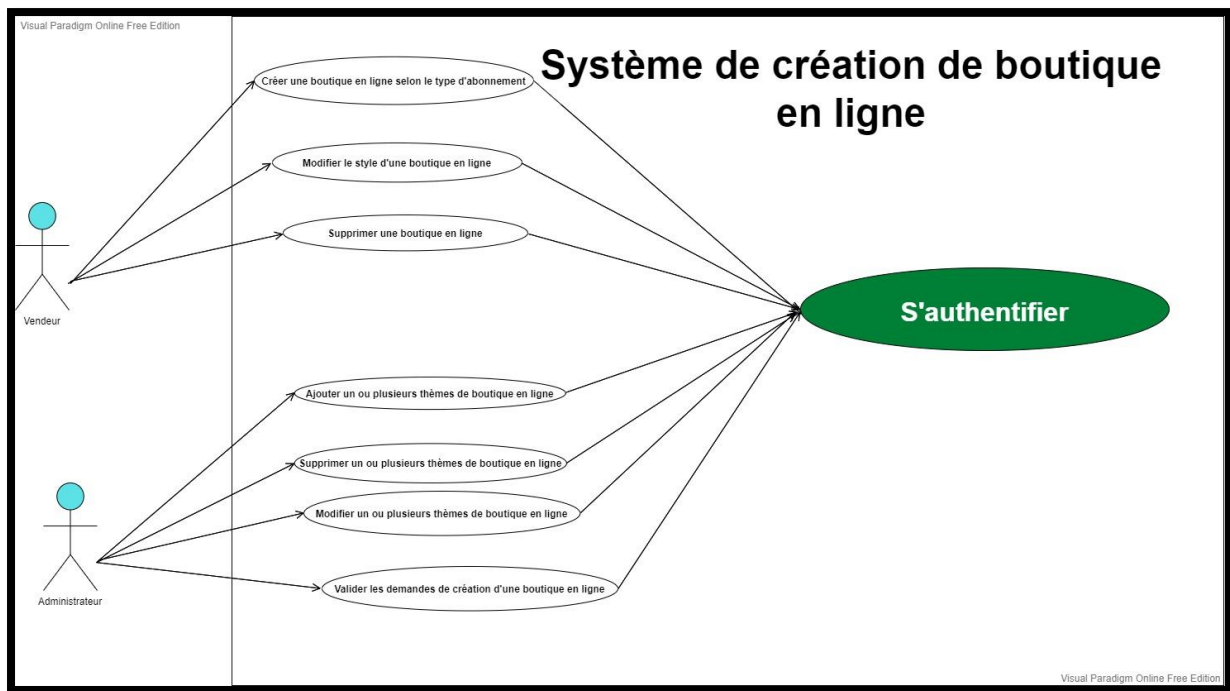 Visual Paradigm Online Free Edition
Système de création de boutique
en ligne
Créer une boutique en ligne selon le type d'abonnement
Modifier le style d'une boutique en ligne
Supprimer une boutique en ligne
Vendeur
S'authentifier
Ajouter un ou plusieurs thèmes de boutique en ligne
Supprimer un ou plusieurs thèmes de boutique en ligne
Modifier un ou plusieurs thèmes de boutique en ligne
Valider les demandes de création d'une boutique en ligne
Administrateur
Visual Paradigm Online Free Edition